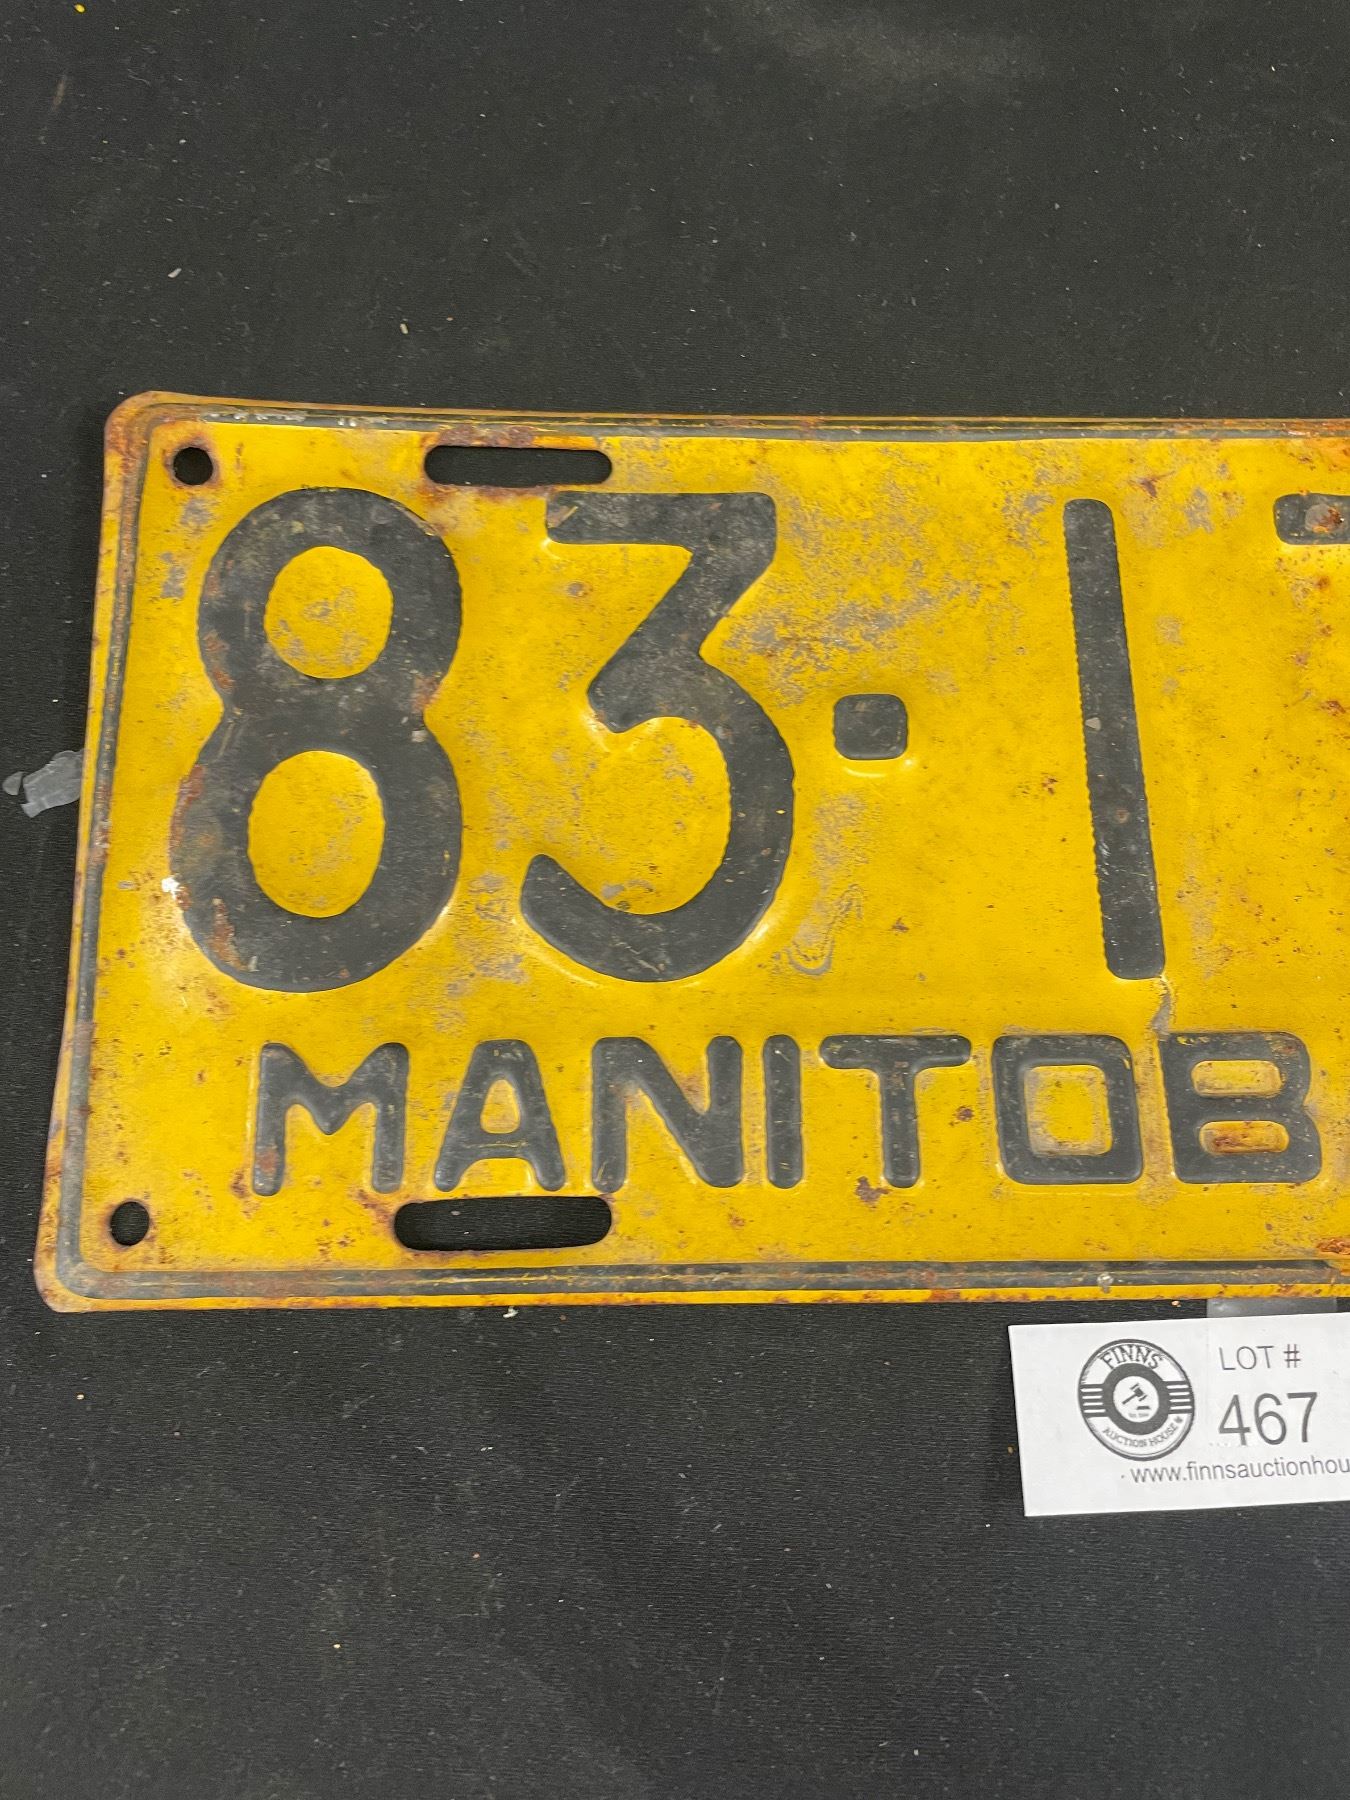 83·1
MANITOB
FINNS
AUCTION HOUSE
LOT #
467
www.finnsauctionhou